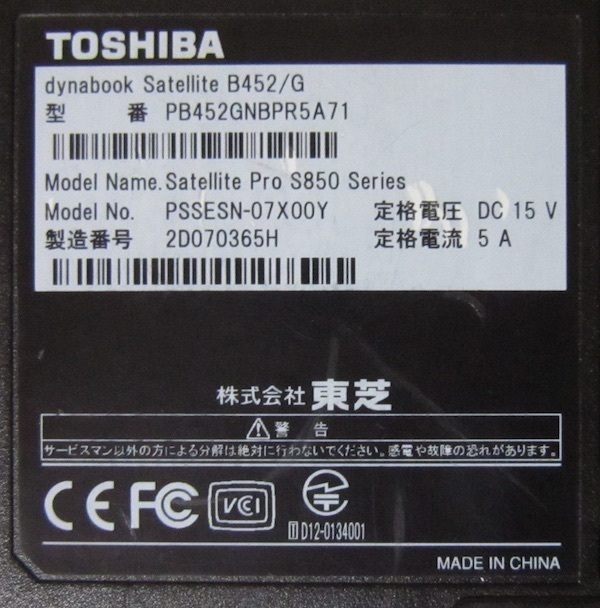 TOSHIBA
dynabook Satellite B452/G
型 番 PB452GNBPR5A71
Model Name. Satellite Pro S850 Series
Model No. PSSESN-07X00Y 定格電圧 DC 15 V
製造番号 2D070365H 定格電流 5 A
株式会社 東芝
警 告
サービスマン以外の方による分解は絶対に行わないでください。感電や故障の恐れがあります。
CE FC VCI
T D12-0134001
MADE IN CHINA